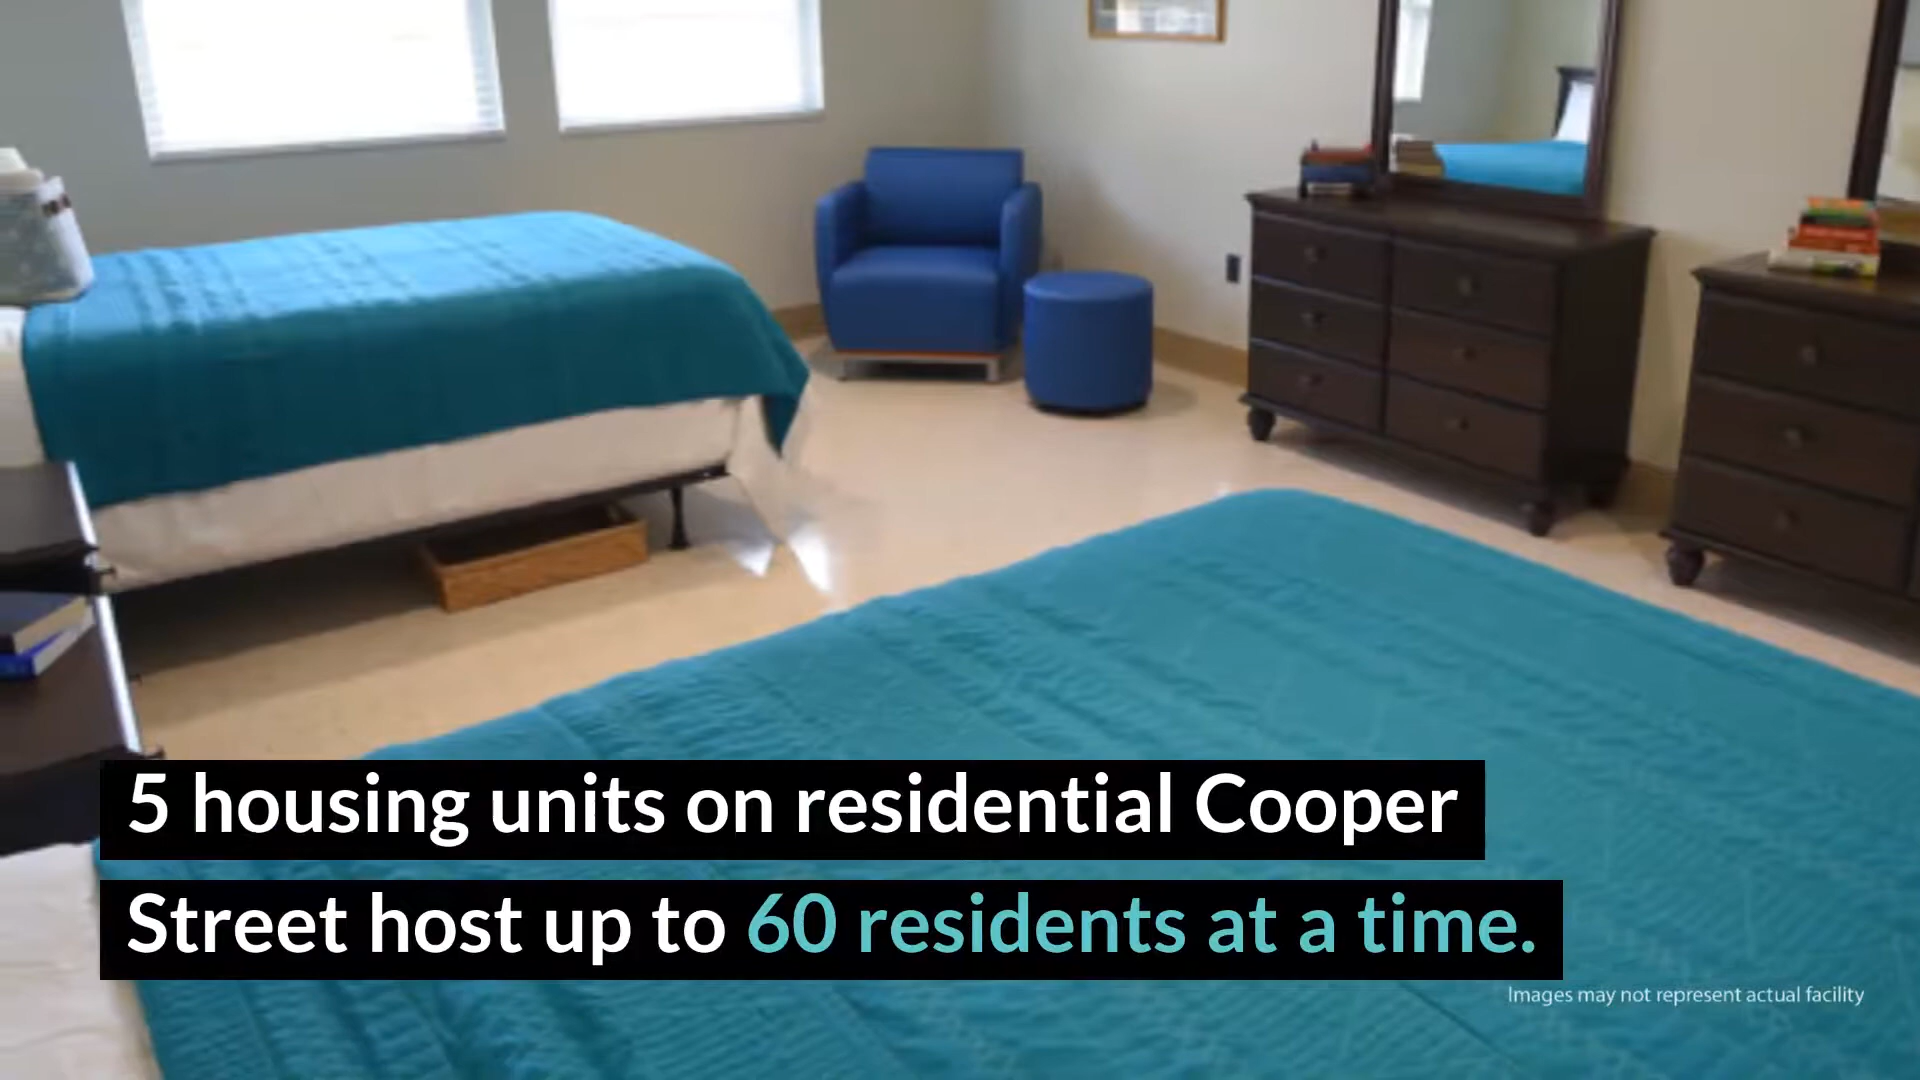 5 housing units on residential Cooper
Street host up to 60 residents at a time.
Images may not represent actual facility